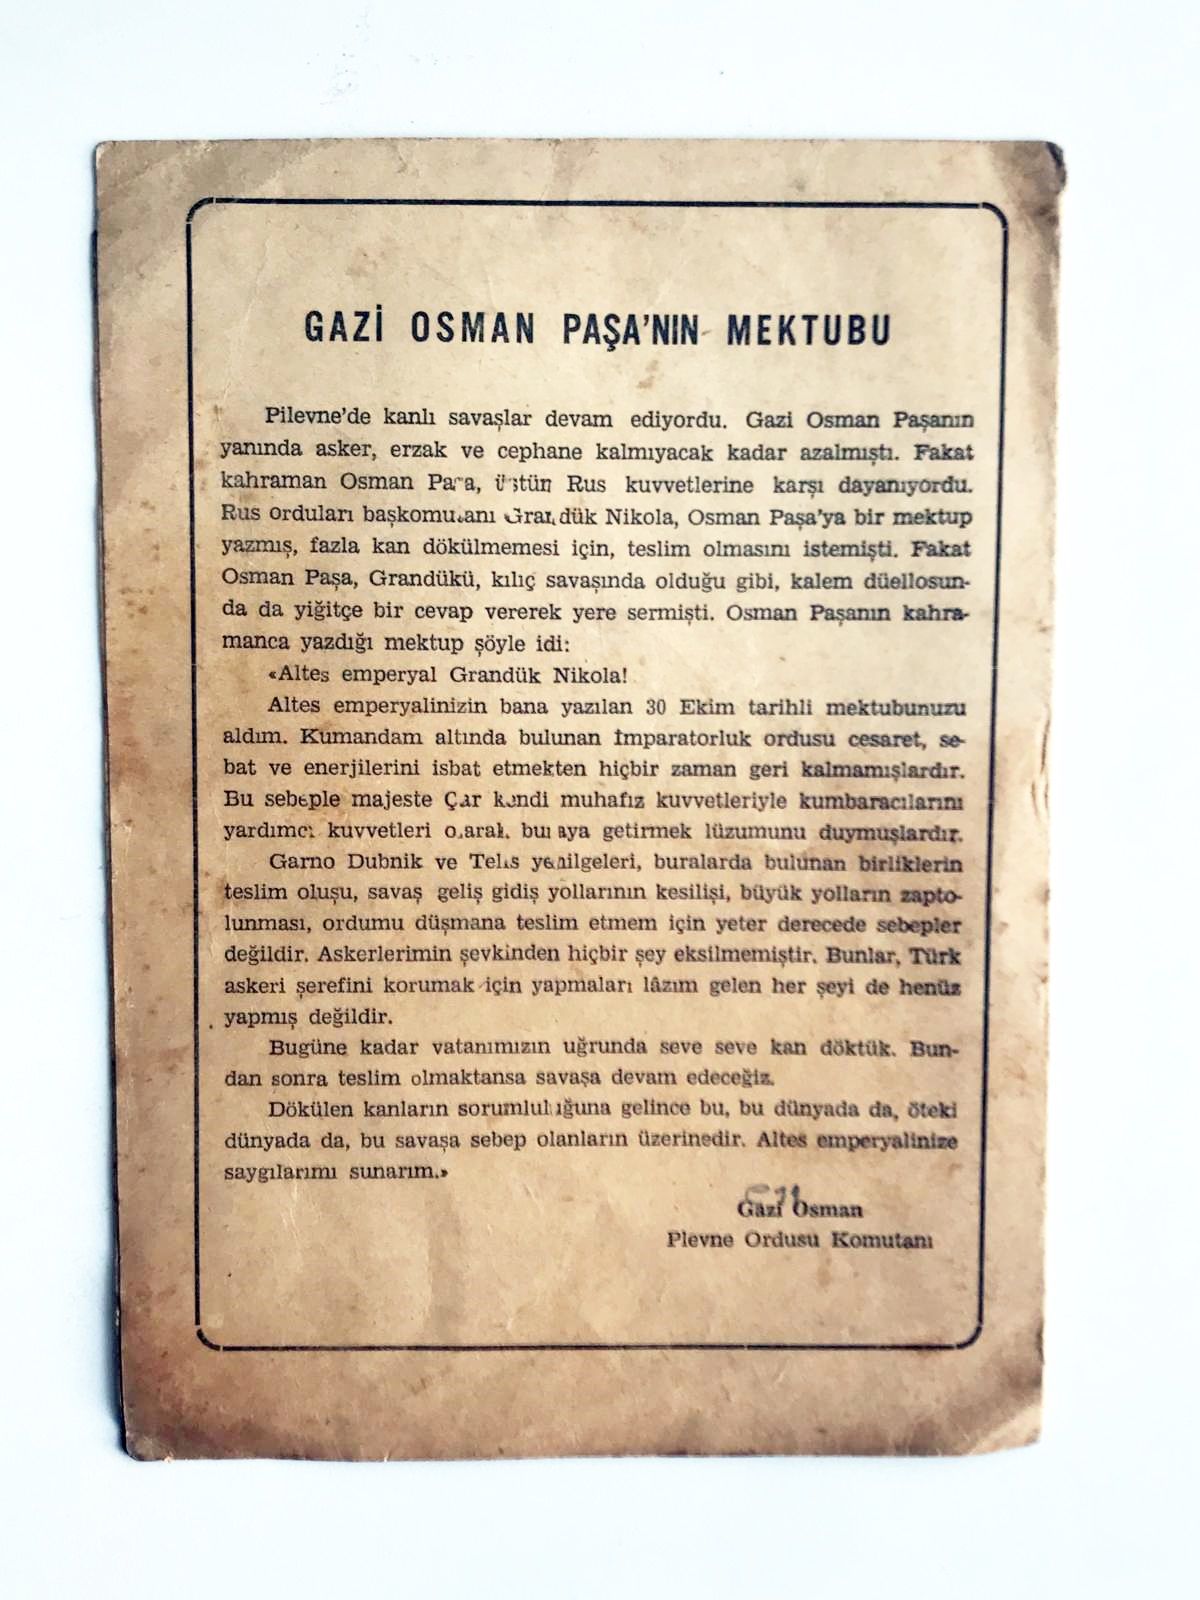 GAZİ OSMAN PAŞA'NIN MEKTUBU
Pilevne'de kanlı savaşlar devam ediyordu. Gazi Osman Paşanın
yanında asker, erzak ve cephane kalmıyacak kadar azalmıştı. Fakat
kahraman Osman Paşa, üstün Rus kuvvetlerine karşı dayanıyordu.
Rus orduları başkomutanı Grandük Nikola, Osman Paşa'ya bir mektup
yazmış, fazla kan dökülmemesi için, teslim olmasını istemişti. Fakat
Osman Paşa, Grandükü, kılıç savaşında olduğu gibi, kalem düellosun-
da da yiğitçe bir cevap vererek yere sermişti. Osman Paşanın kahra-
manca yazdığı mektup şöyle idi:
«Altes emperyal Grandük Nikola!
Altes emperyalinizin bana yazılan 30 Ekim tarihli mektubunuzu
aldım. Kumandam altında bulunan İmparatorluk ordusu cesaret, se-
bat ve enerjilerini isbat etmekten hiçbir zaman geri kalmamışlardır.
Bu sebeple majeste Çar kendi muhafız kuvvetleriyle kumbaracılarını
yardımcı kuvvetleri olarak buraya getirmek lüzumunu duymuşlardır.
Garno Dubnik ve Telis yenilgeleri, buralarda bulunan birliklerin
teslim oluşu, savaş geliş gidiş yollarının kesilişi, büyük yolların zapto-
lunması, ordumu düşmana teslim etmem için yeter derecede sebepler
değildir. Askerlerimin şevkinden hiçbir şey eksilmemiştir. Bunlar, Türk
askeri şerefini korumak için yapmaları lâzım gelen her şeyi de henüz
yapmış değildir.
Bugüne kadar vatanımızın uğrunda seve seve kan döktük. Bun-
dan sonra teslim olmaktansa savaşa devam edeceğiz.
Dökülen kanların sorumluluğuna gelince bu, bu dünyada da, öteki
dünyada da, bu savaşa sebep olanların üzerinedir. Altes emperyalinize
saygılarımı sunarım.»
Gazi Osman
Plevne Ordusu Komutanı